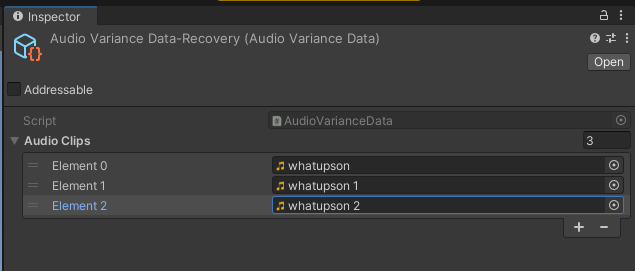 Inspector
Audio Variance Data-Recovery (Audio Variance Data)
Open
Addressable
Script AudioVarianceData
Audio Clips 3
Element 0 whatupson
Element 1 whatupson 1
Element 2 whatupson 2